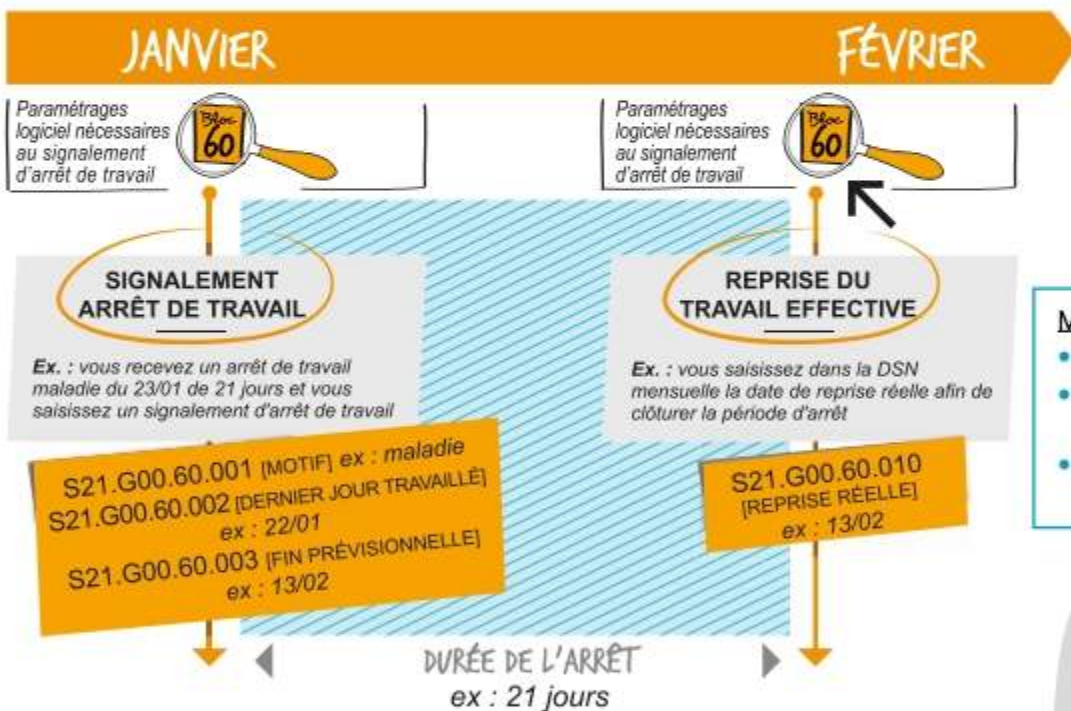 JANVIER
FÉVRIER
Paramétrages
logiciel nécessaires
au signalement
d'arrêt de travail
Bloc
60
Paramétrages
logiciel nécessaires
au signalement
d'arrêt de travail
Bloc
60
SIGNALEMENT
ARRÊT DE TRAVAIL
Ex. : vous recevez un arrêt de travail
maladie du 23/01 de 21 jours et vous
saisissez un signalement d'arrêt de travail
REPRISE DU
TRAVAIL EFFECTIVE
Ex. : vous saisissez dans la DSN
mensuelle la date de reprise réelle afin de
clôturer la période d'arrêt
S21.G00.60.001 [MOTIF] ex : maladie
S21.G00.60.002 [DERNIER JOUR TRAVAILLÉ]
ex : 22/01
S21.G00.60.003 [FIN PRÉVISIONNELLE]
ex : 13/02
S21.G00.60.010
[REPRISE RÉELLE]
ex : 13/02
DURÉE DE L'ARRÊT
ex : 21 jours